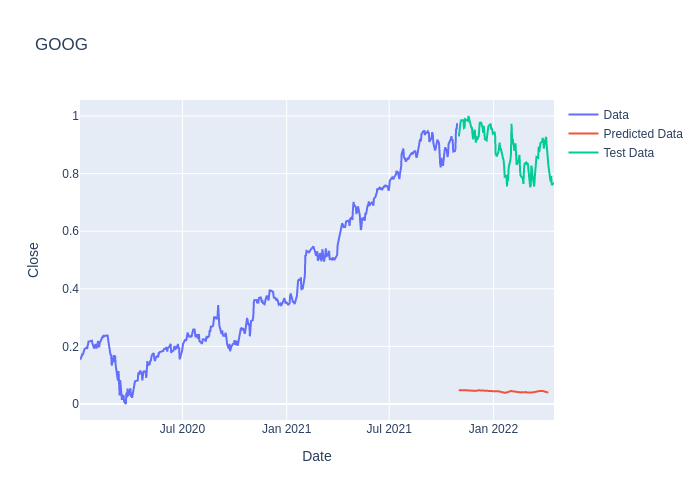 GOOG
Close
1
0.8
0.6
0.4
0.2
0
Jul 2020
Jan 2021
Jul 2021
Jan 2022
Date
Data
Predicted Data
Test Data